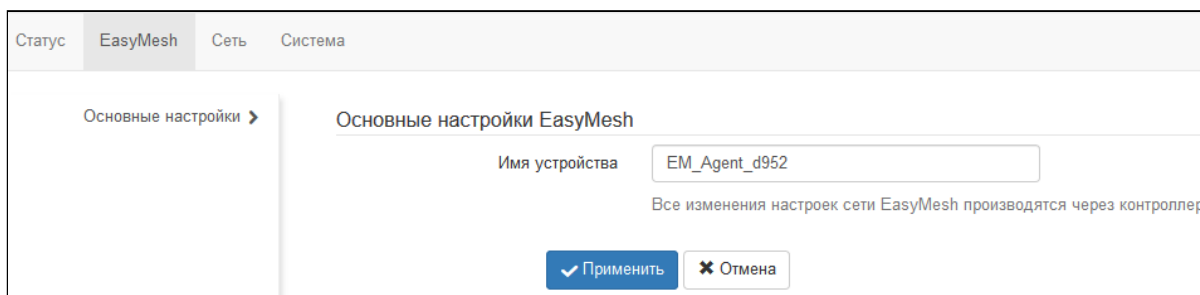 Статус EasyMesh Сеть Система
Основные настройки
Основные настройки EasyMesh
Имя устройства EM_Agent_d952
Все изменения настроек сети EasyMesh производятся через контроллер
Применить Отмена